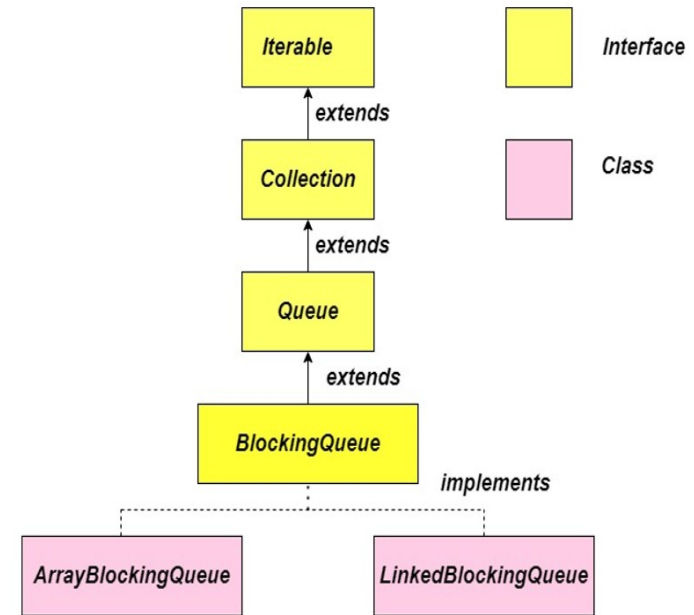 Iterable
Interface
extends
Collection
Class
extends
Queue
extends
BlockingQueue
implements
ArrayBlockingQueue
LinkedBlockingQueue